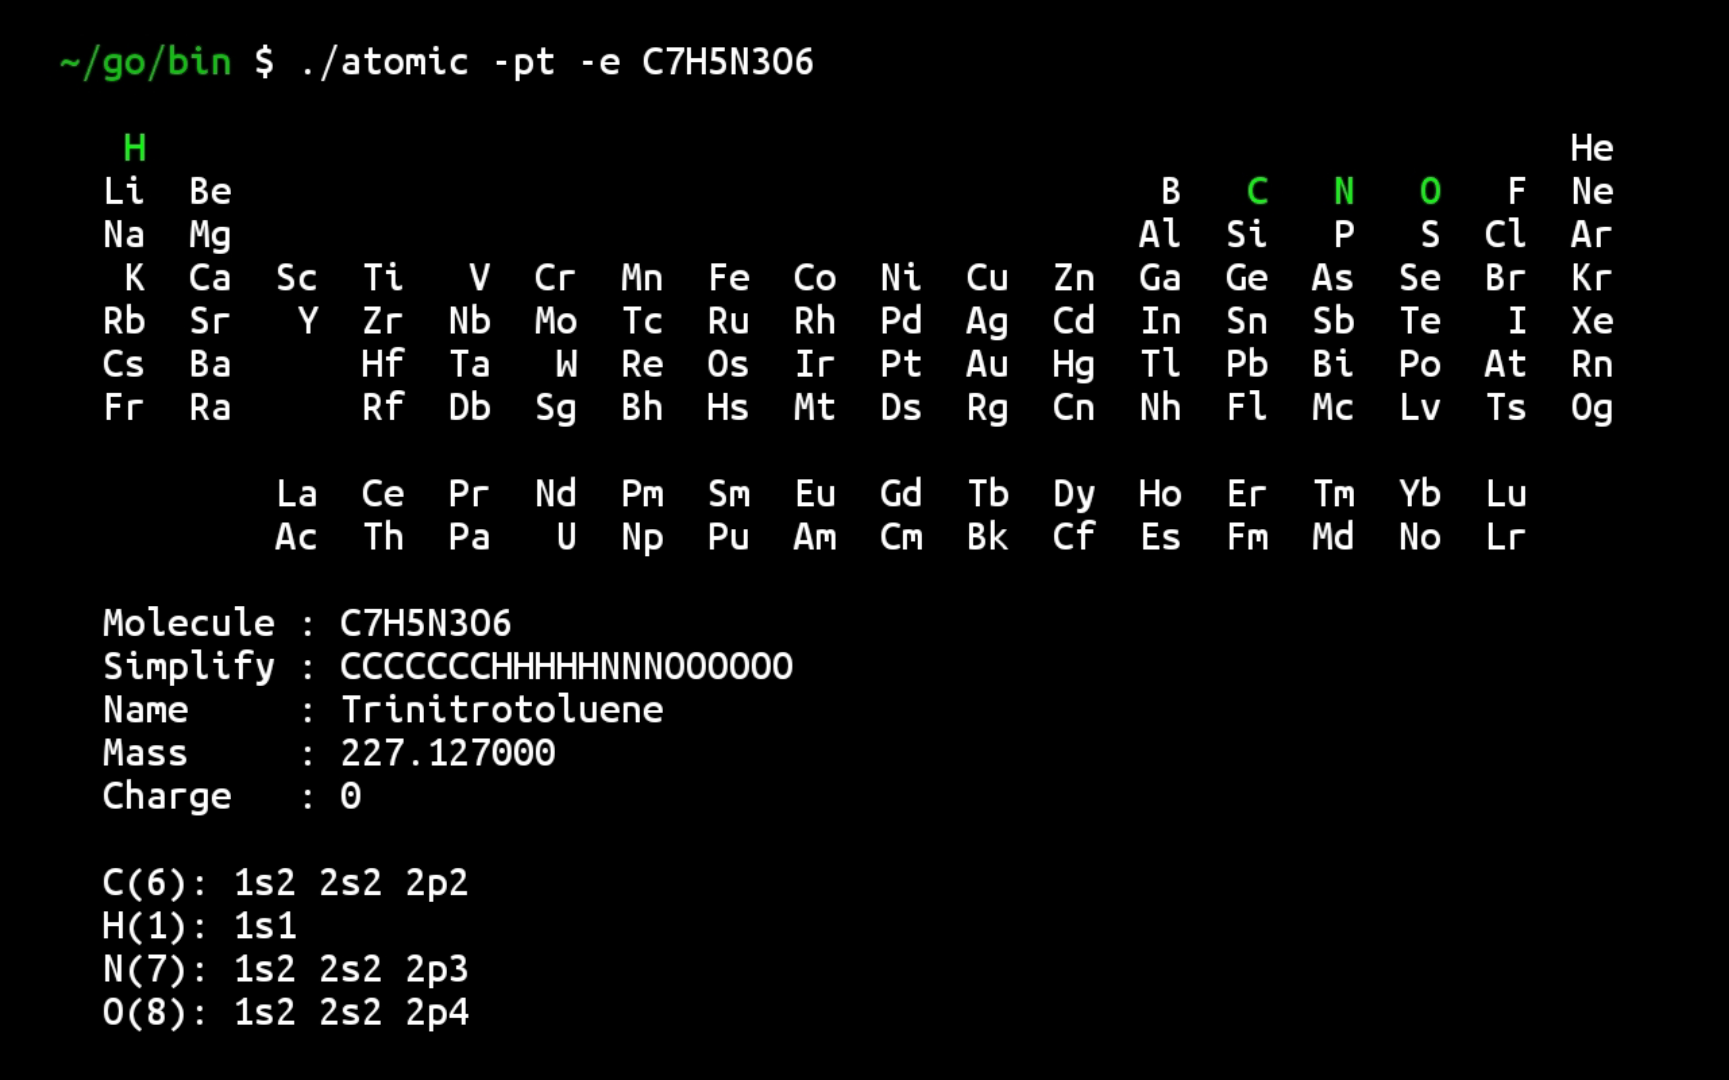 ~/go/bin $ ./atomic -pt -e C7H5N3O6
H He
Li Be B C N O F Ne
Na Mg Al Si P S Cl Ar
K Ca Sc Ti V Cr Mn Fe Co Ni Cu Zn Ga Ge As Se Br Kr
Rb Sr Y Zr Nb Mo Tc Ru Rh Pd Ag Cd In Sn Sb Te I Xe
Cs Ba Hf Ta W Re Os Ir Pt Au Hg Tl Pb Bi Po At Rn
Fr Ra Rf Db Sg Bh Hs Mt Ds Rg Cn Nh Fl Mc Lv Ts Og
La Ce Pr Nd Pm Sm Eu Gd Tb Dy Ho Er Tm Yb Lu
Ac Th Pa U Np Pu Am Cm Bk Cf Es Fm Md No Lr
Molecule : C7H5N3O6
Simplify : CCCCCCCHHHHHNNNOOOOOO
Name : Trinitrotoluene
Mass : 227.127000
Charge : 0
C(6): 1s2 2s2 2p2
H(1): 1s1
N(7): 1s2 2s2 2p3
O(8): 1s2 2s2 2p4